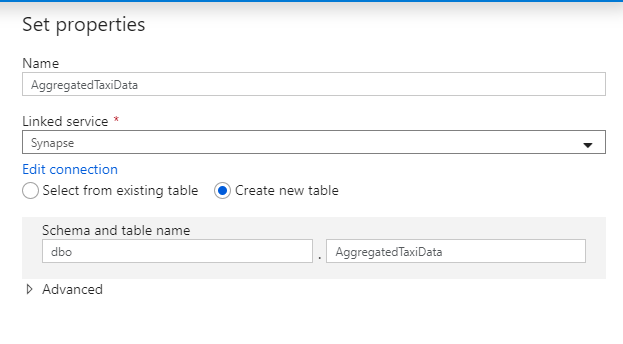 Set properties
Name
AggregatedTaxiData
Linked service *
Synapse
Edit connection
Select from existing table Create new table
Schema and table name
dbo . AggregatedTaxiData
Advanced